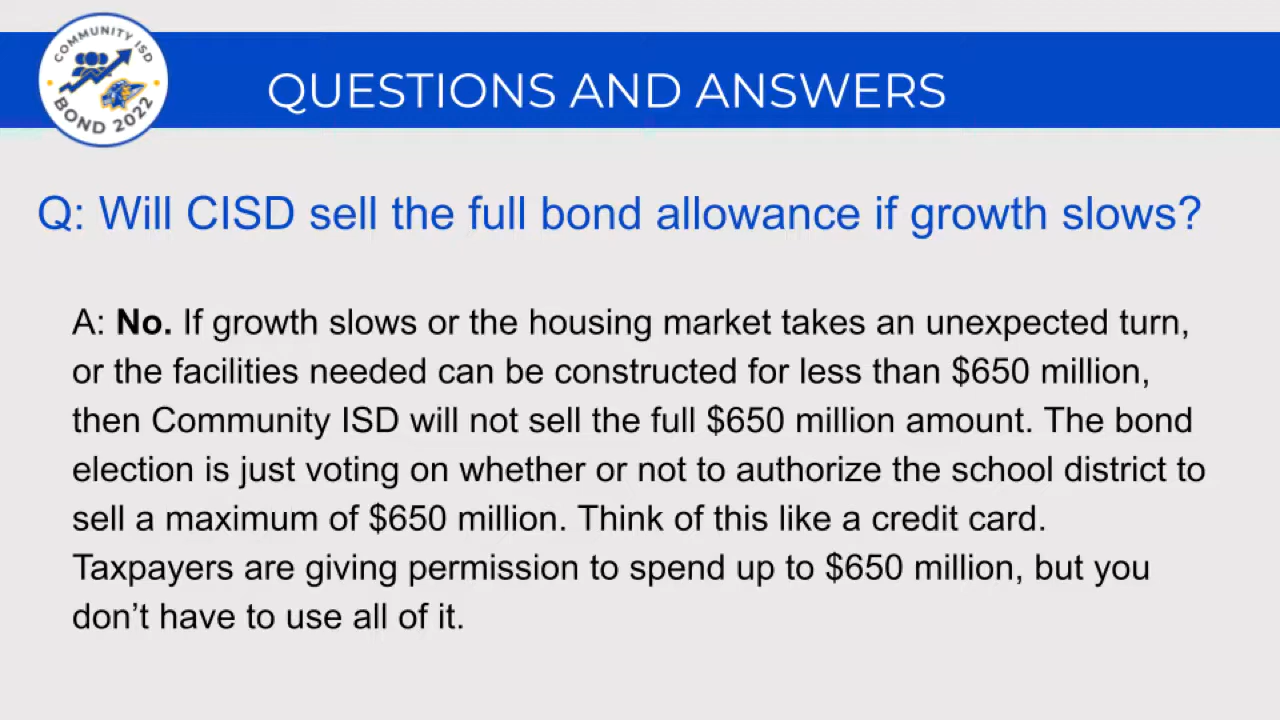 COMMUNITY ISD
BOND 2022
QUESTIONS AND ANSWERS
Q: Will CISD sell the full bond allowance if growth slows?
A: No. If growth slows or the housing market takes an unexpected turn,
or the facilities needed can be constructed for less than $650 million,
then Community ISD will not sell the full $650 million amount. The bond
election is just voting on whether or not to authorize the school district to
sell a maximum of $650 million. Think of this like a credit card.
Taxpayers are giving permission to spend up to $650 million, but you
don’t have to use all of it.